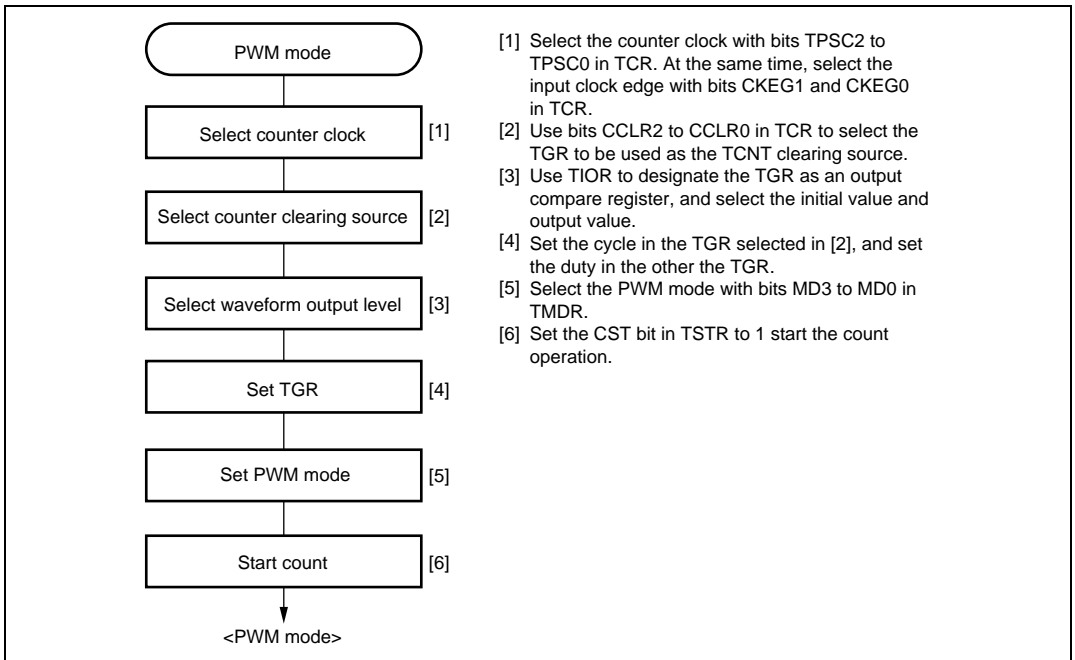 PWM mode
Select counter clock [1]
Select counter clearing source [2]
Select waveform output level [3]
Set TGR [4]
Set PWM mode [5]
Start count [6]
<PWM mode>
[1] Select the counter clock with bits TPSC2 to
TPSC0 in TCR. At the same time, select the
input clock edge with bits CKEG1 and CKEG0
in TCR.
[2] Use bits CCLR2 to CCLR0 in TCR to select the
TGR to be used as the TCNT clearing source.
[3] Use TIOR to designate the TGR as an output
compare register, and select the initial value and
output value.
[4] Set the cycle in the TGR selected in [2], and set
the duty in the other the TGR.
[5] Select the PWM mode with bits MD3 to MD0 in
TMDR.
[6] Set the CST bit in TSTR to 1 start the count
operation.